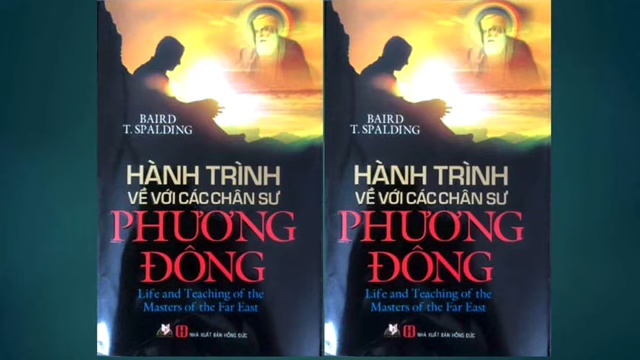 BAIRD
T. SPALDING
HÀNH TRÌNH
VỀ VỚI CÁC CHÂN SƯ
PHƯƠNG
ĐÔNG
Life and Teaching of the
Masters of the Far East
NHÀ XUẤT BẢN HỒNG ĐỨC
BAIRD
T. SPALDING
HÀNH TRÌNH
VỀ VỚI CÁC CHÂN SƯ
PHƯƠNG
ĐÔNG
Life and Teaching of the
Masters of the Far East
NHÀ XUẤT BẢN HỒNG ĐỨC